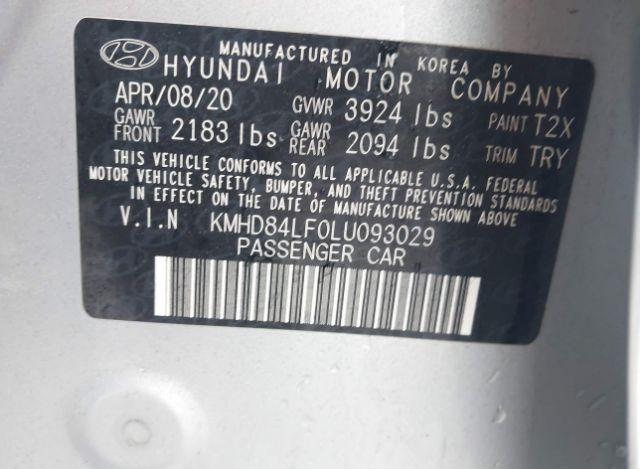 MANUFACTURED IN KOREA BY
HYUNDAI MOTOR COMPANY
APR/08/20 GVWR 3924 lbs PAINT T2X
GAWR FRONT 2183 lbs GAWR REAR 2094 lbs TRIM TRY
THIS VEHICLE CONFORMS TO ALL APPLICABLE U.S.A. FEDERAL
MOTOR VEHICLE SAFETY, BUMPER, AND THEFT PREVENTION STANDARDS
IN EFFECT ON THE DATE OF MANUFACTURE SHOWN ABOVE
V.I.N KMHD84LF0LU093029
PASSENGER CAR